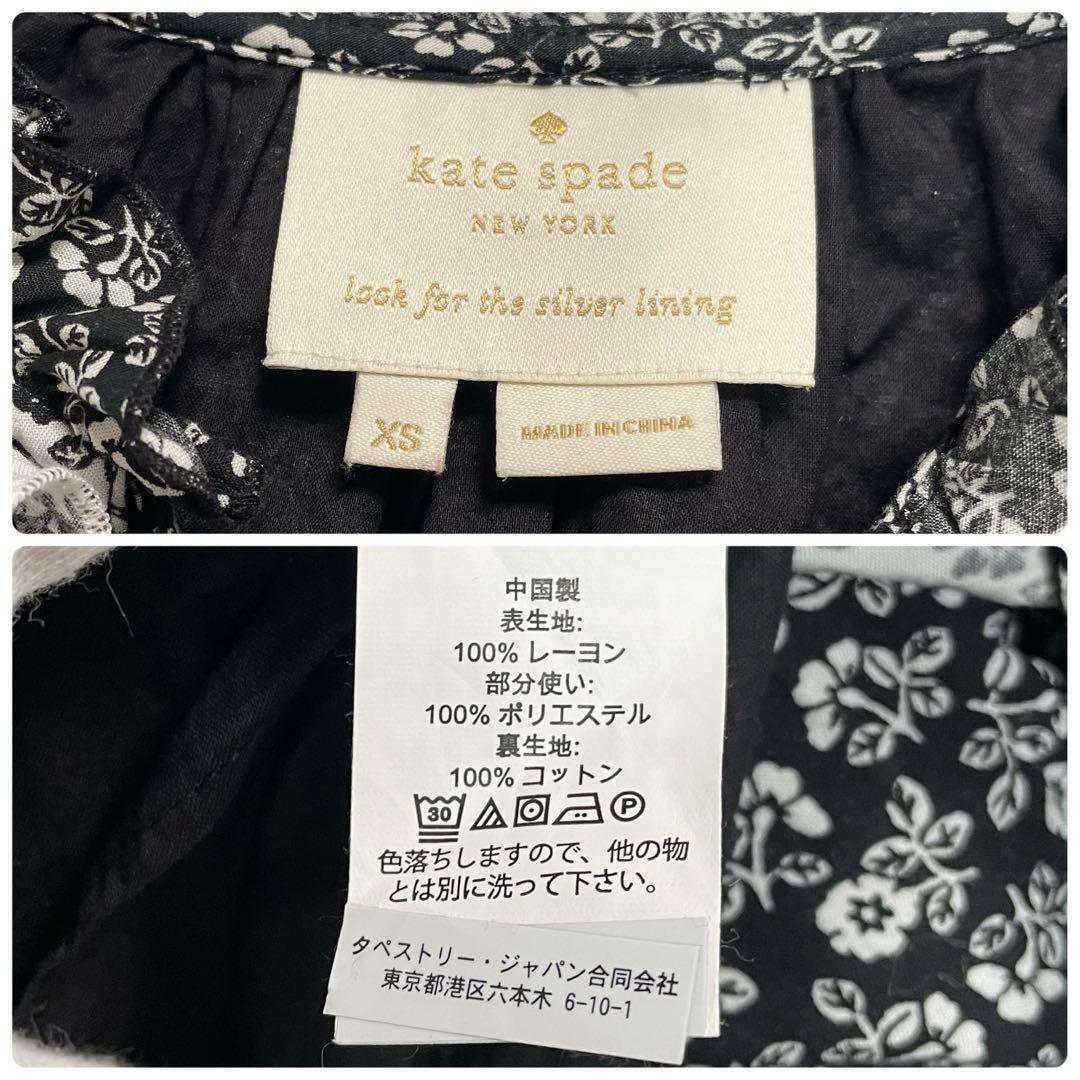 kate spade
NEW YORK
look for the silver lining
XS
MADE IN CHINA
中国製
表生地:
100% レーヨン
部分使い:
100% ポリエステル
裏生地:
100% コットン
30 P
色落ちしますので、他の物
とは別に洗って下さい。
タペストリー・ジャパン合同会社
東京都港区六本木 6-10-1